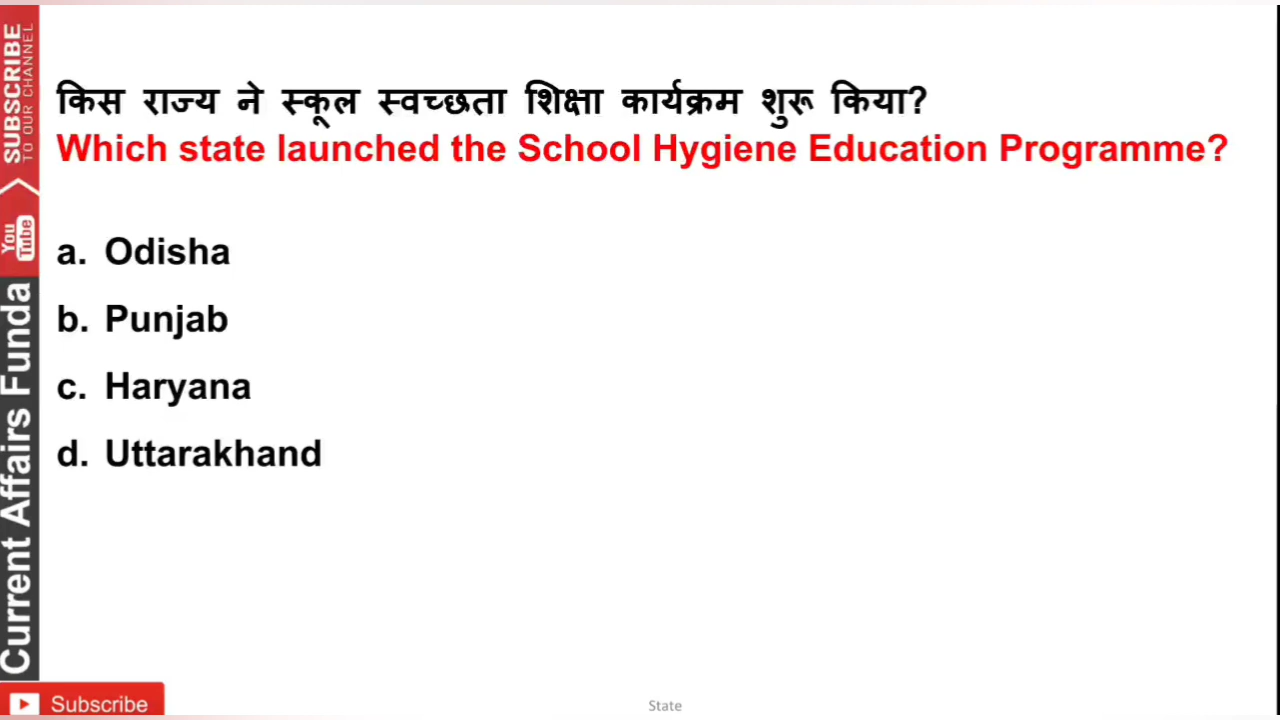 किस राज्य ने स्कूल स्वच्छता शिक्षा कार्यक्रम शुरू किया?
Which state launched the School Hygiene Education Programme?
a. Odisha
b. Punjab
c. Haryana
d. Uttarakhand
SUBSCRIBE
TO OUR CHANNEL
You
Tube
Current Affairs Funda
Subscribe
State